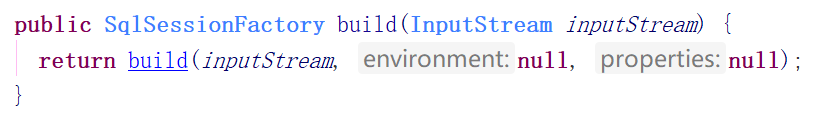 public SqlSessionFactory build(InputStream inputStream) {
return build(inputStream, environment: null, properties: null);
}